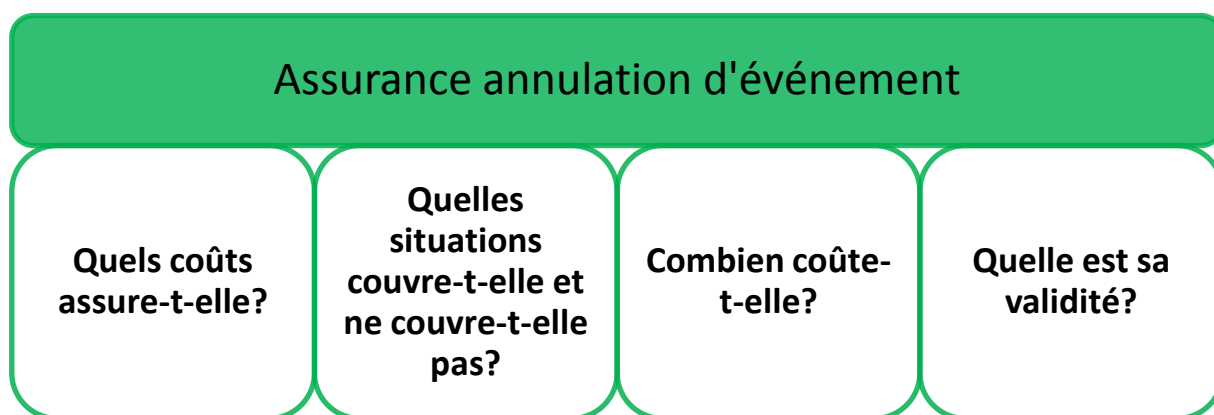 Assurance annulation d'événement
Quels coûts
assure-t-elle?
Quelles
situations
couvre-t-elle et
ne couvre-t-elle
pas?
Combien coûte-
t-elle?
Quelle est sa
validité?